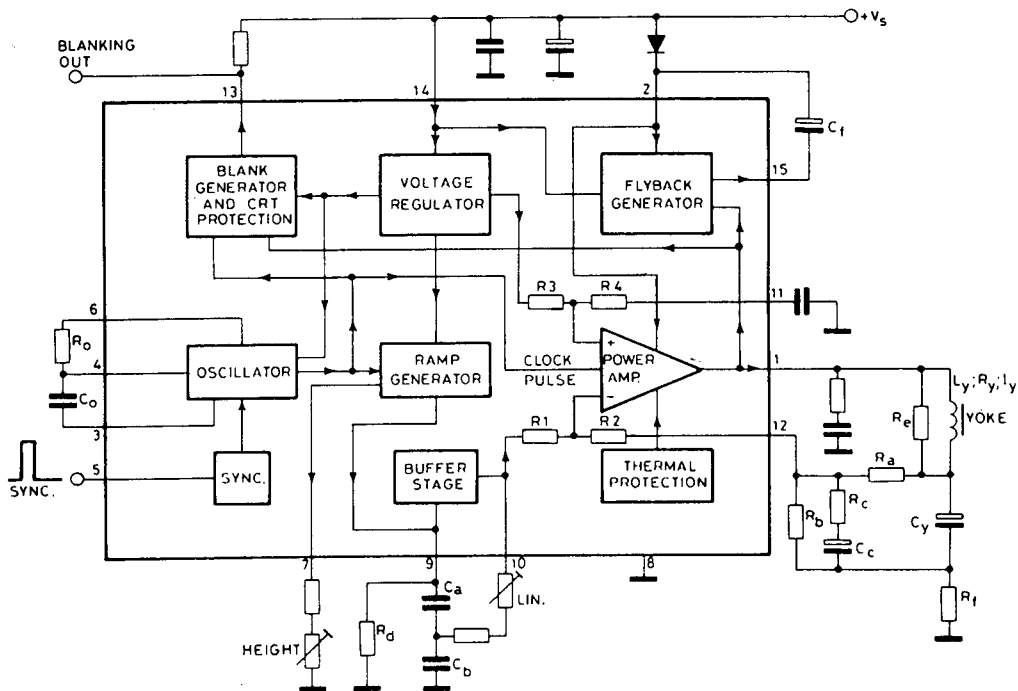 +Vs
BLANKING
OUT
13
14
2
Cf
15
BLANK
GENERATOR
AND CRT
PROTECTION
VOLTAGE
REGULATOR
FLYBACK
GENERATOR
R3
R4
11
6
Ro
4
Co
3
OSCILLATOR
RAMP
GENERATOR
CLOCK
PULSE
+
POWER
AMP.
−
1
Ly;Ry;Iy
YOKE
Re
R1
R2
12
Ra
5
SYNC.
SYNC.
BUFFER
STAGE
THERMAL
PROTECTION
Rb
Rc
Cc
Cy
7
9
10
8
Ca
LIN.
Rf
HEIGHT
Rd
Cb